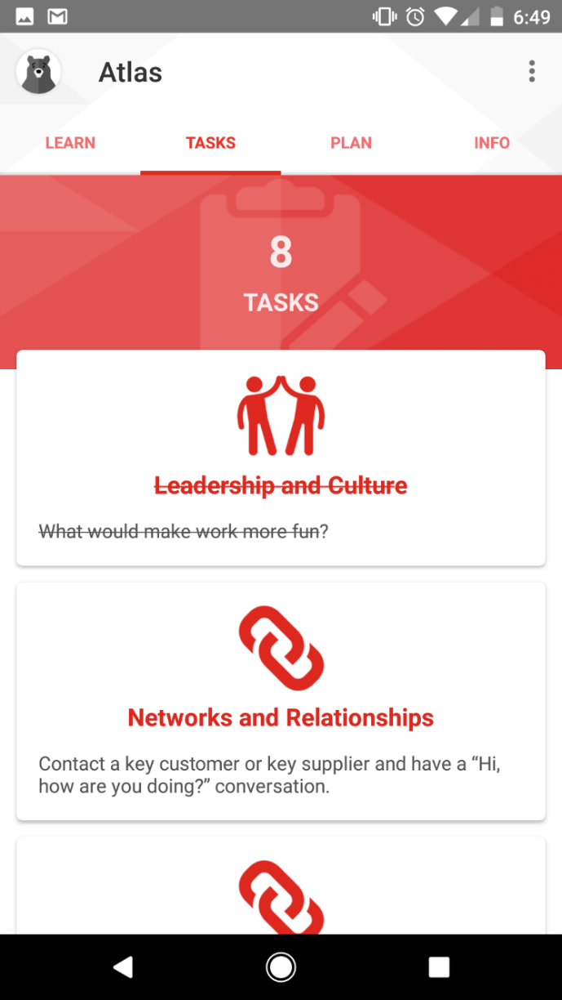 6:49
Atlas
LEARN TASKS PLAN INFO
8
TASKS
Leadership and Culture
What would make work more fun?
Networks and Relationships
Contact a key customer or key supplier and have a “Hi,
how are you doing?” conversation.